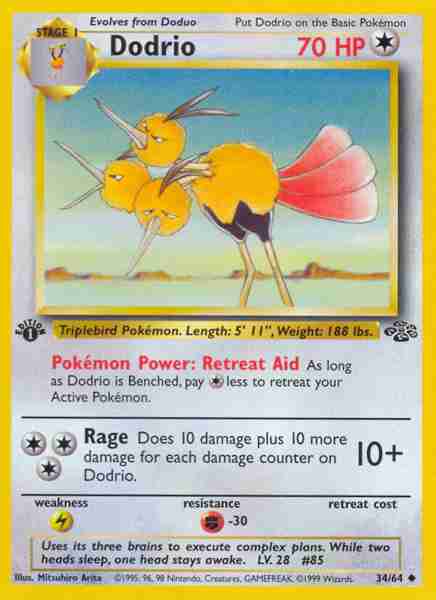 STAGE 1
Evolves from Doduo
Put Dodrio on the Basic Pokémon
Dodrio
70 HP
EDITION
1
Triplebird Pokémon. Length: 5' 11", Weight: 188 lbs.
Pokémon Power: Retreat Aid As long
as Dodrio is Benched, pay less to retreat your
Active Pokémon.
Rage Does 10 damage plus 10 more
damage for each damage counter on
Dodrio.
10+
weakness
resistance
retreat cost
-30
Uses its three brains to execute complex plans. While two
heads sleep, one head stays awake. LV. 28 #85
Illus. Mitsuhiro Arita
©1995, 96, 98 Nintendo, Creatures, GAMEFREAK. ©1999 Wizards.
34/64